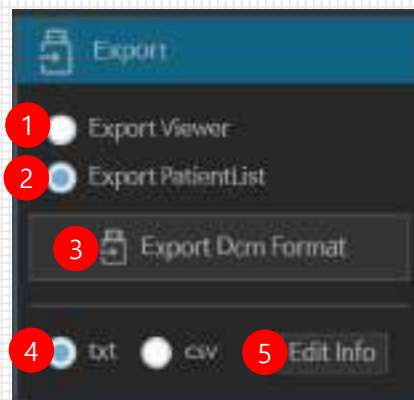 Export
1 Export Viewer
2 Export PatientList
3 Export Dcm Format
4 txt csv 5 Edit Info